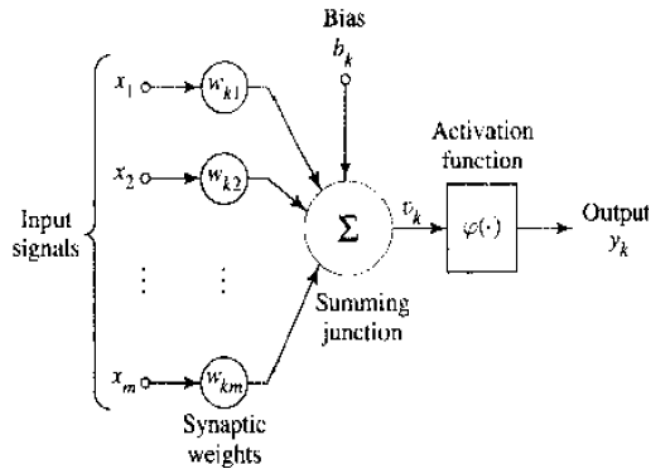 Bias
b_k
x_1
w_k1
Activation
function
x_2
w_k2
Input
signals
Σ
v_k
φ(·)
Output
y_k
⋮
⋮
Summing
junction
x_m
w_km
Synaptic
weights